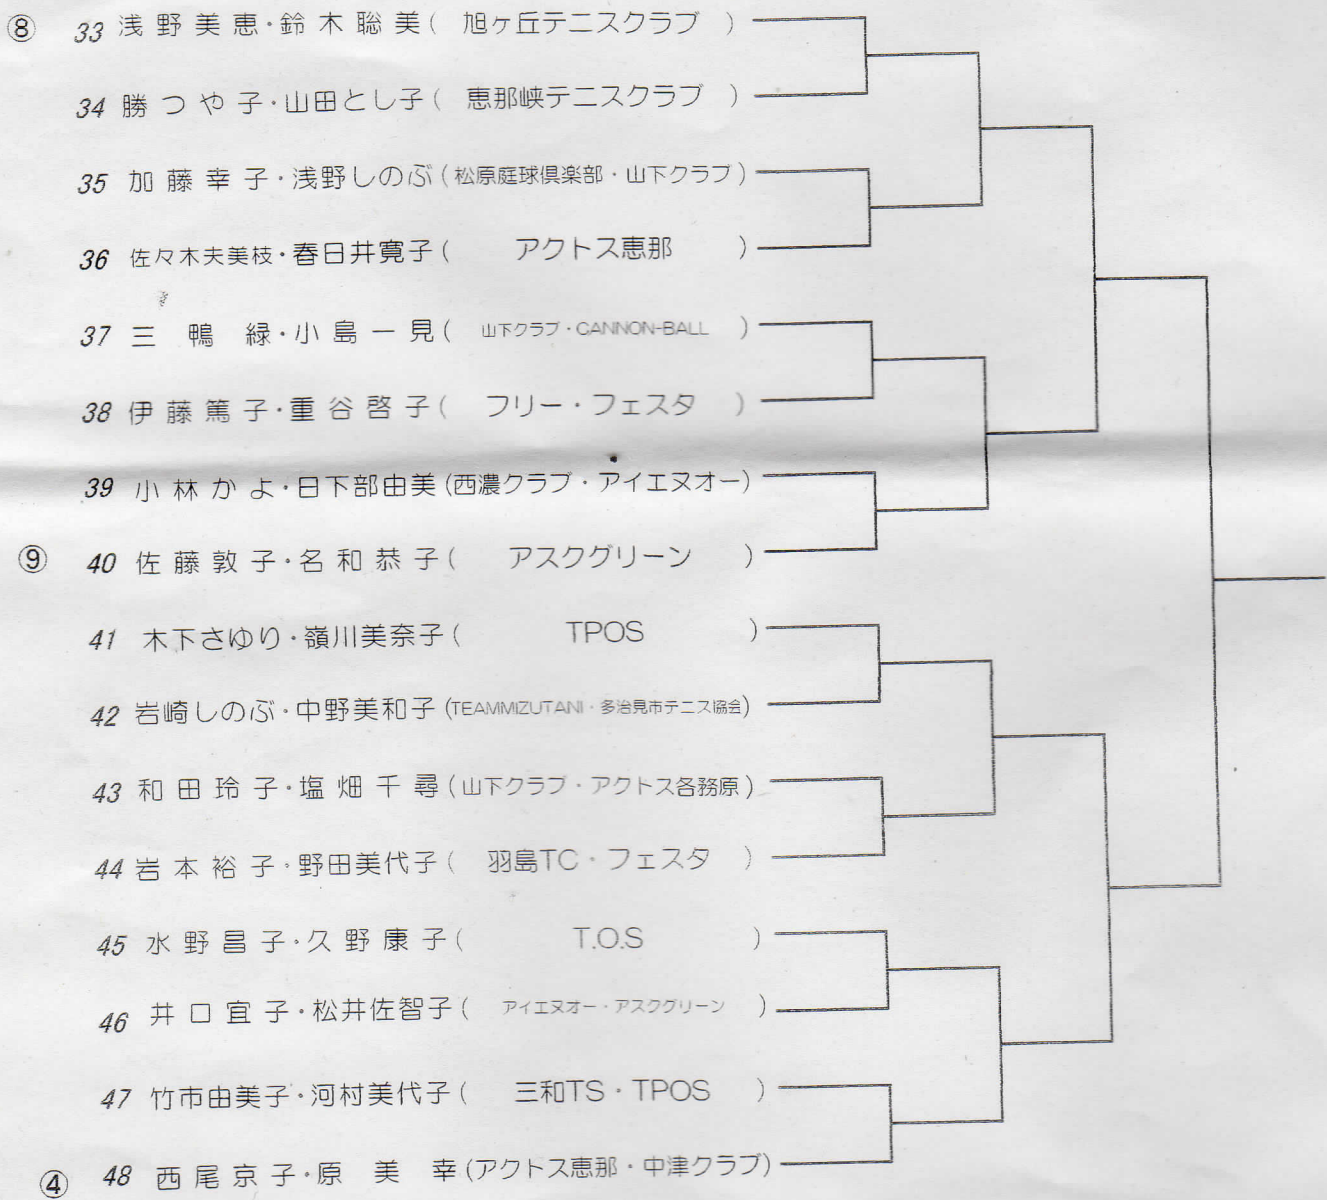 ⑧ 33 浅野美恵・鈴木聡美(旭ヶ丘テニスクラブ)
34 勝つや子・山田とし子(恵那峡テニスクラブ)
35 加藤幸子・浅野しのぶ(松原庭球倶楽部・山下クラブ)
36 佐々木夫美枝・春日井寛子(アクトス恵那)
37 三鴨緑・小島一見(山下クラブ・CANNON-BALL)
38 伊藤篤子・重谷啓子(フリー・フェスタ)
39 小林かよ・日下部由美(西濃クラブ・アイエヌオー)
⑨ 40 佐藤敦子・名和恭子(アスクグリーン)
41 木下さゆり・嶺川美奈子(TPOS)
42 岩崎しのぶ・中野美和子(TEAMMIZUTANI・多治見市テニス協会)
43 和田玲子・塩畑千尋(山下クラブ・アクトス各務原)
44 岩本裕子・野田美代子(羽島TC・フェスタ)
45 水野昌子・久野康子(T.O.S)
46 井口宜子・松井佐智子(アイエヌオー・アスクグリーン)
47 竹市由美子・河村美代子(三和TS・TPOS)
④ 48 西尾京子・原美幸(アクトス恵那・中津クラブ)